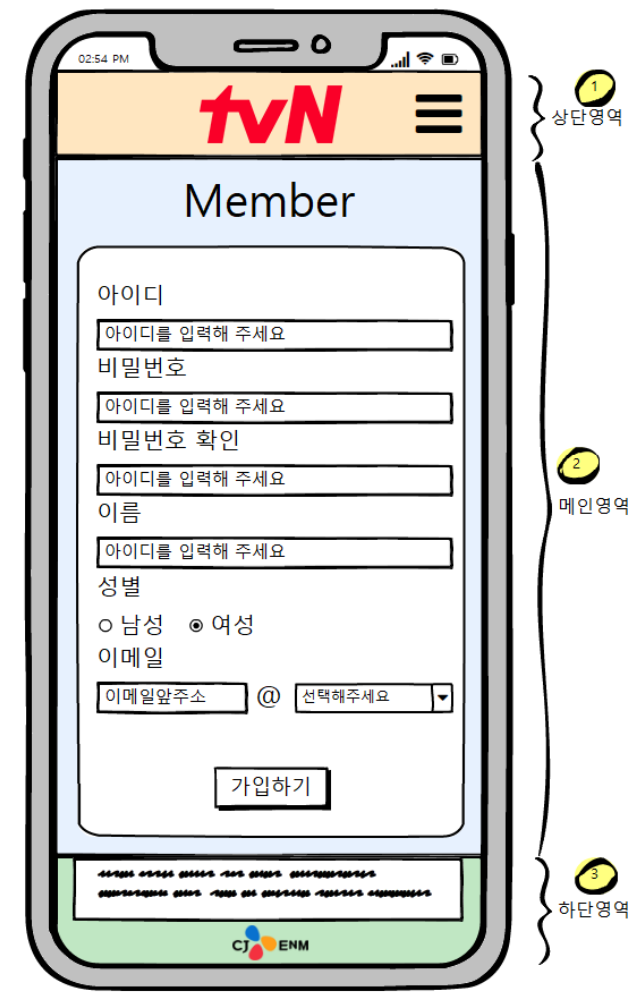 02:54 PM
tvN
1
상단영역
Member
아이디
아이디를 입력해 주세요
비밀번호
아이디를 입력해 주세요
비밀번호 확인
아이디를 입력해 주세요
이름
아이디를 입력해 주세요
성별
남성 여성
이메일
이메일앞주소 @ 선택해주세요
가입하기
2
메인영역
CJ ENM
3
하단영역